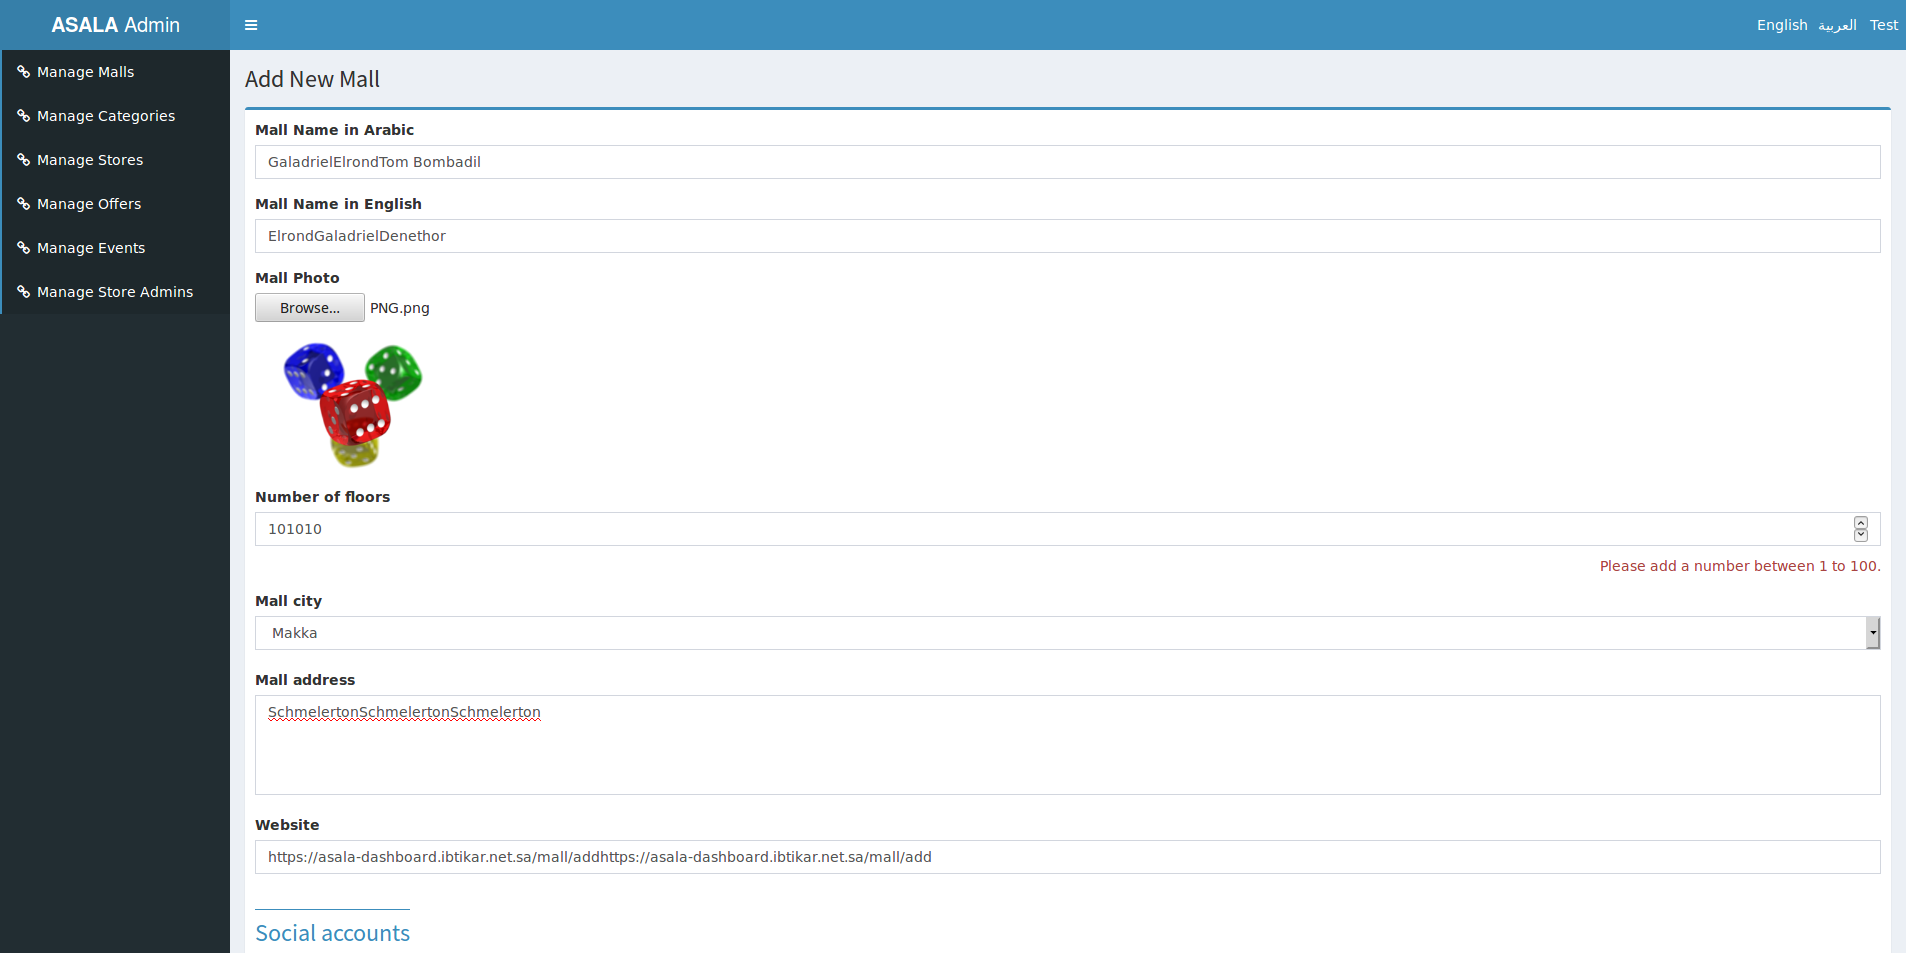 ASALA Admin
English العربية Test
Manage Malls
Manage Categories
Manage Stores
Manage Offers
Manage Events
Manage Store Admins
Add New Mall
Mall Name in Arabic
GaladrielElrondTom Bombadil
Mall Name in English
ElrondGaladrielDenethor
Mall Photo
Browse... PNG.png
Number of floors
101010
Please add a number between 1 to 100.
Mall city
Makka
Mall address
SchmelertonSchmelertonSchmelerton
Website
https://asala-dashboard.ibtikar.net.sa/mall/addhttps://asala-dashboard.ibtikar.net.sa/mall/add
Social accounts